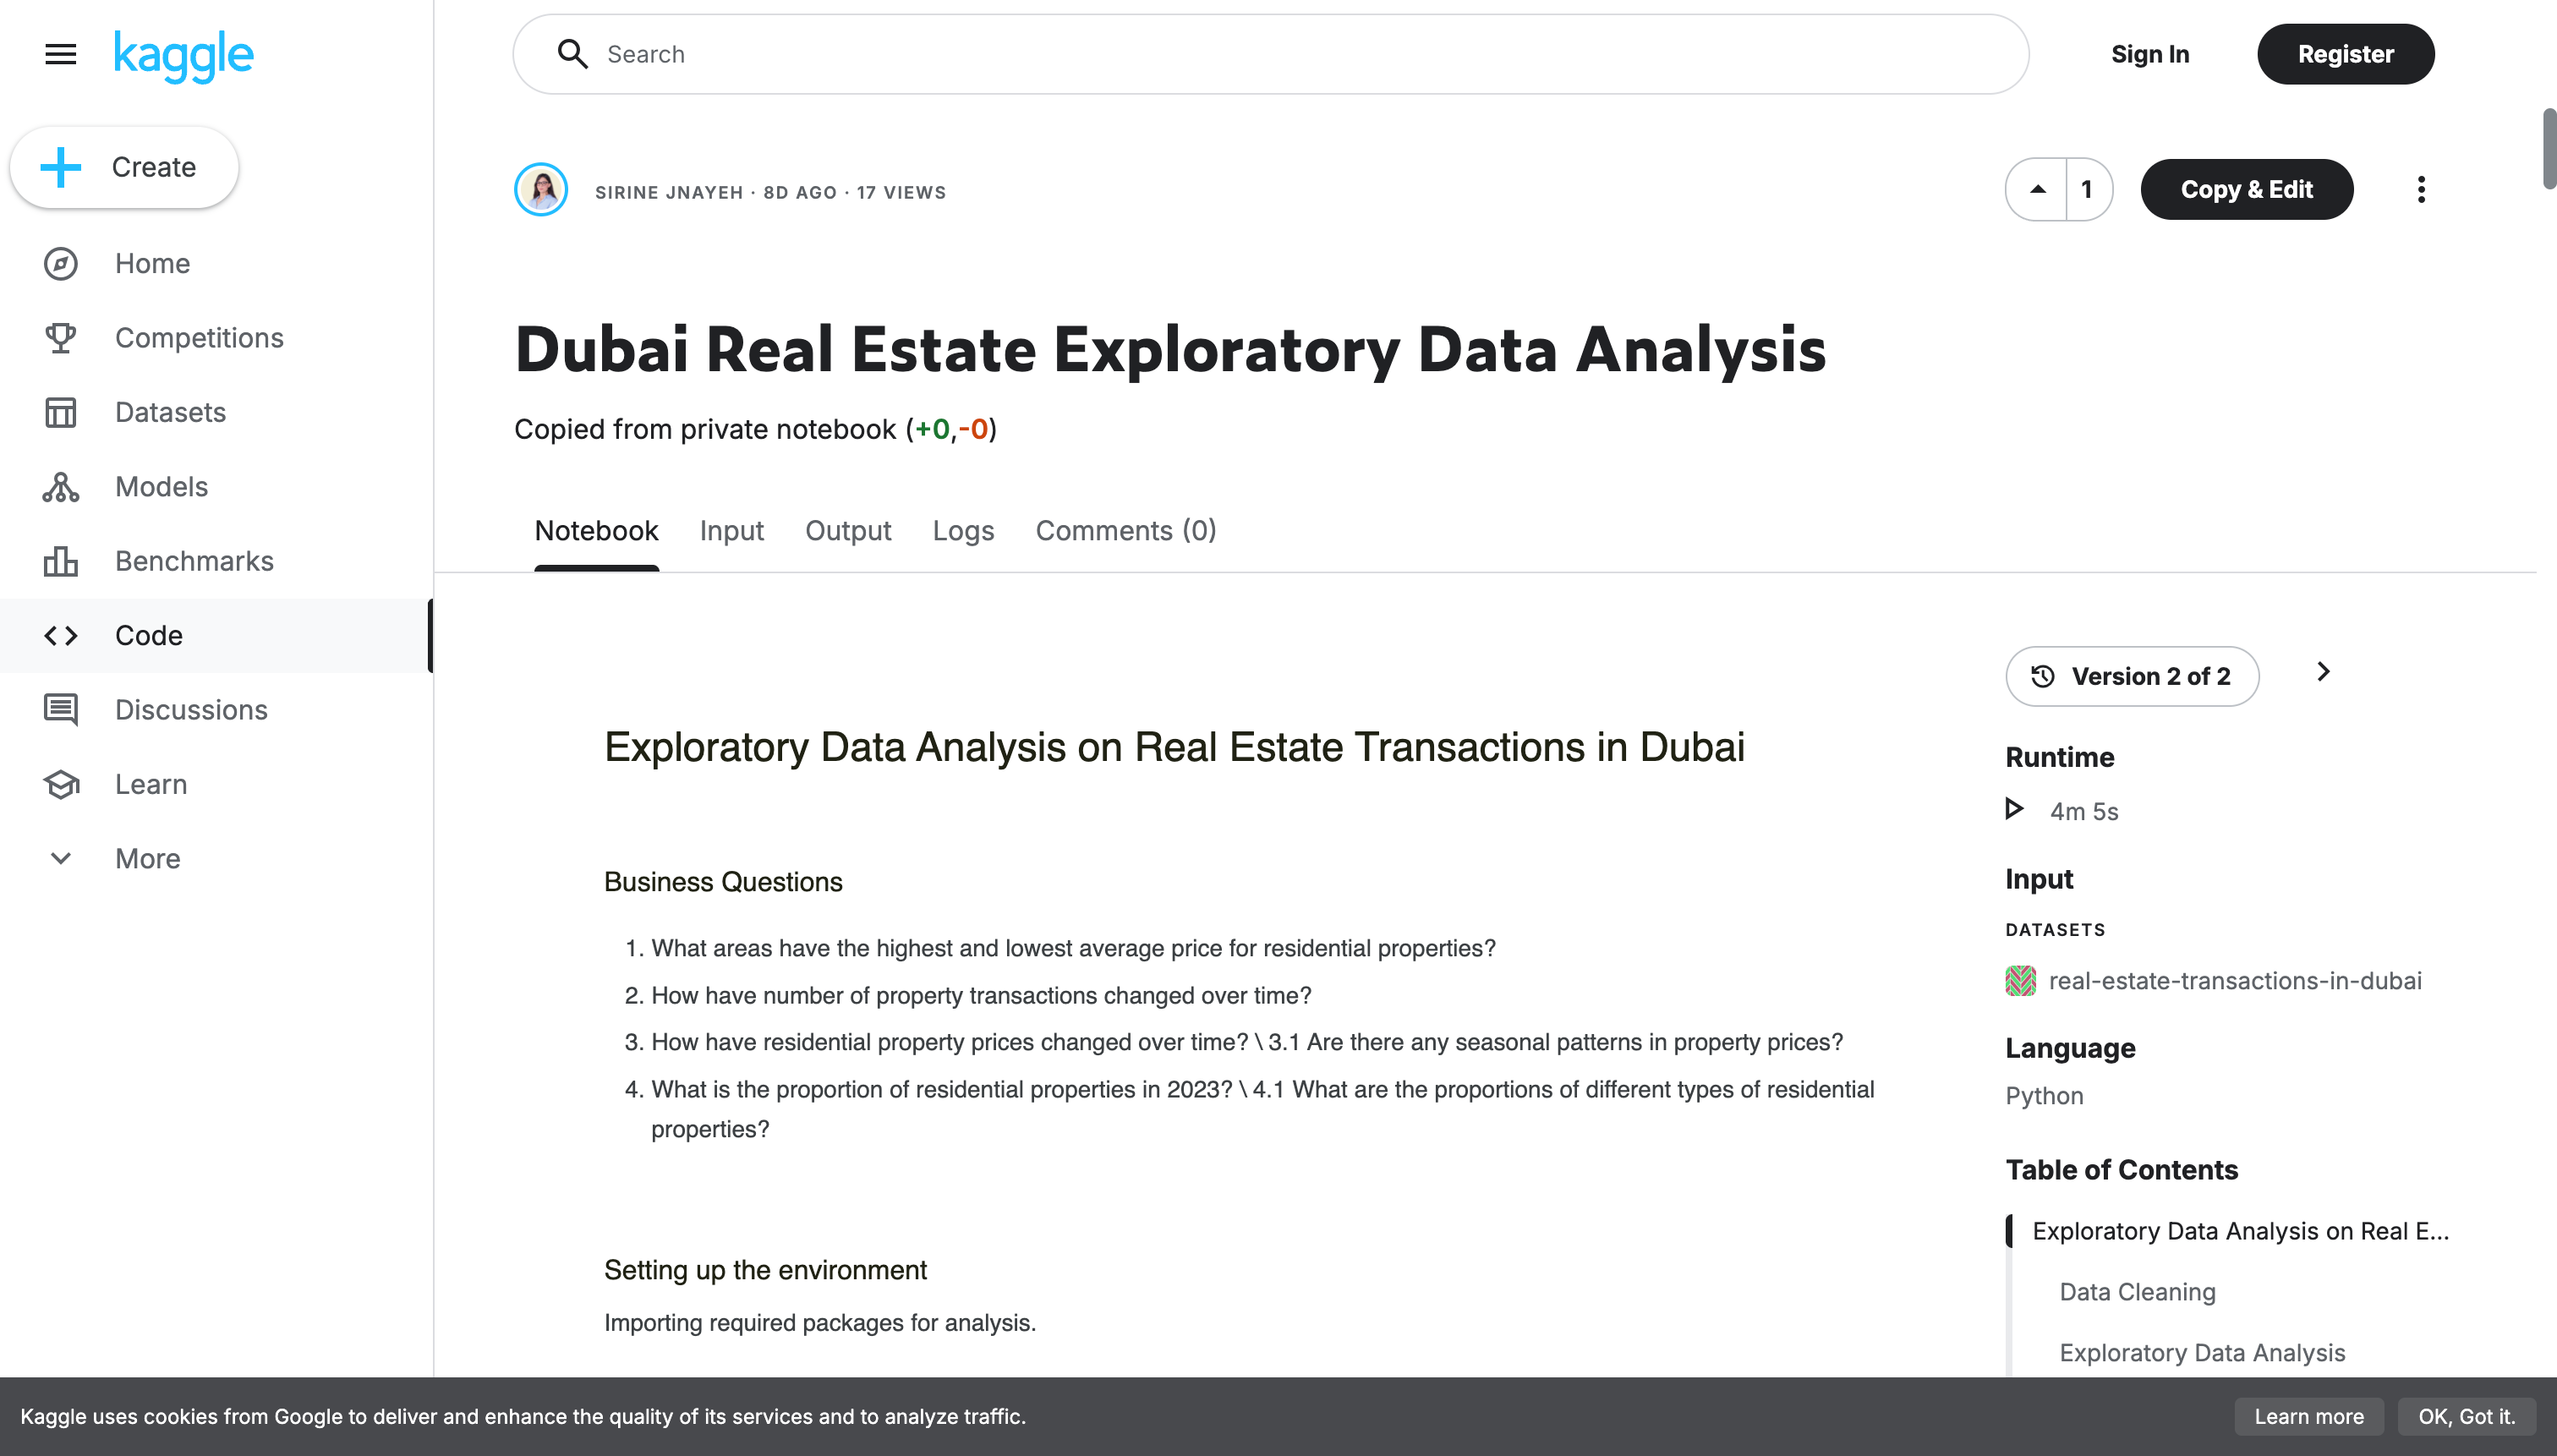 kaggle
Search
Sign In
Register
Create
Home
Competitions
Datasets
Models
Benchmarks
Code
Discussions
Learn
More
SIRINE JNAYEH · 8D AGO · 17 VIEWS
1
Copy & Edit
Dubai Real Estate Exploratory Data Analysis
Copied from private notebook (+0,-0)
Notebook
Input
Output
Logs
Comments (0)
Exploratory Data Analysis on Real Estate Transactions in Dubai
Business Questions
1. What areas have the highest and lowest average price for residential properties?
2. How have number of property transactions changed over time?
3. How have residential property prices changed over time? \ 3.1 Are there any seasonal patterns in property prices?
4. What is the proportion of residential properties in 2023? \ 4.1 What are the proportions of different types of residential
properties?
Setting up the environment
Importing required packages for analysis.
Version 2 of 2
Runtime
4m 5s
Input
DATASETS
real-estate-transactions-in-dubai
Language
Python
Table of Contents
Exploratory Data Analysis on Real E...
Data Cleaning
Exploratory Data Analysis
Kaggle uses cookies from Google to deliver and enhance the quality of its services and to analyze traffic.
Learn more
OK, Got it.